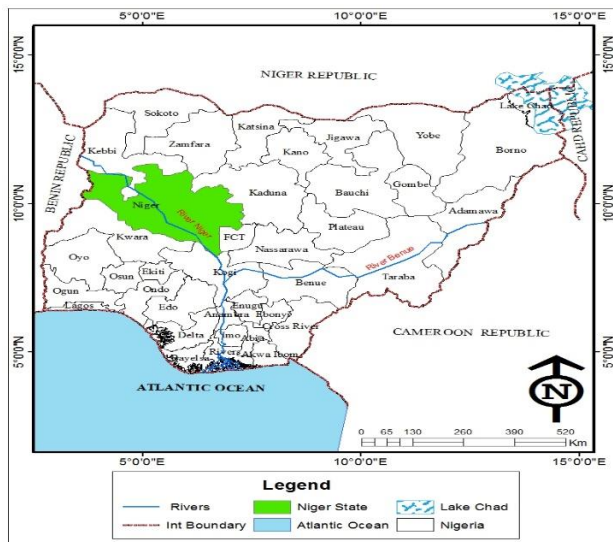 5°0'0"E 10°0'0"E 15°0'0"E
15°0'0"N 15°0'0"N
NIGER REPUBLIC
Lake Chad
Sokoto
Katsina
Yobe
Jigawa
Kebbi
Zamfara
Kano
Borno
BENIN REPUBLIC
Gombe
Kaduna
Bauchi
10°0'0"N 10°0'0"N
Niger
Adamawa
River Niger
Plateau
Kwara
FCT
Nassarawa
Oyo
River Benue
Kogi
Ekiti
Taraba
Osun
Benue
Ogun
Ondo
Lagos
Edo
Enugu
Anambra Ebonyi
Cross River
CAMEROON REPUBLIC
Delta
Imo
Abia
5°0'0"N 5°0'0"N
Rivers
Akwa Ibom
Bayelsa
ATLANTIC OCEAN
N
0 65 130 260 390 520
Km
5°0'0"E 10°0'0"E 15°0'0"E
Legend
Rivers Niger State Lake Chad
Int Boundary Atlantic Ocean Nigeria